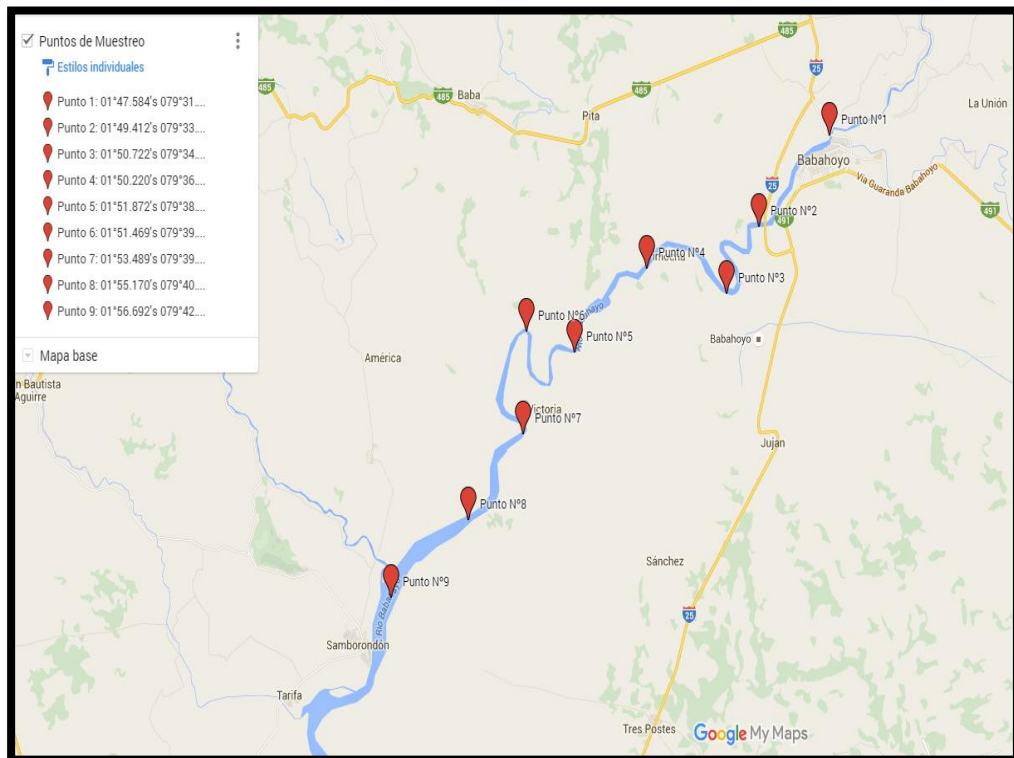 Puntos de Muestreo
Estilos individuales
Punto 1: 01°47.584's 079°31....
Punto 2: 01°49.412's 079°33....
Punto 3: 01°50.722's 079°34....
Punto 4: 01°50.220's 079°36....
Punto 5: 01°51.872's 079°38....
Punto 6: 01°51.469's 079°39....
Punto 7: 01°53.489's 079°39....
Punto 8: 01°55.170's 079°40....
Punto 9: 01°56.692's 079°42....
Mapa base
485
25
485
485
485
Baba
La Unión
Pita
Punto Nº1
Babahoyo
Vía Guaranda Babahoyo
25
491
491
Punto Nº2
Punto Nº4
Punto Nº3
Punto Nº6
Punto Nº5
Babahoyo
América
n Bautista
Aguirre
Victoria
Punto Nº7
Jujan
Punto Nº8
Sánchez
Punto Nº9
25
Samborondón
Tarifa
Tres Postes
Google My Maps